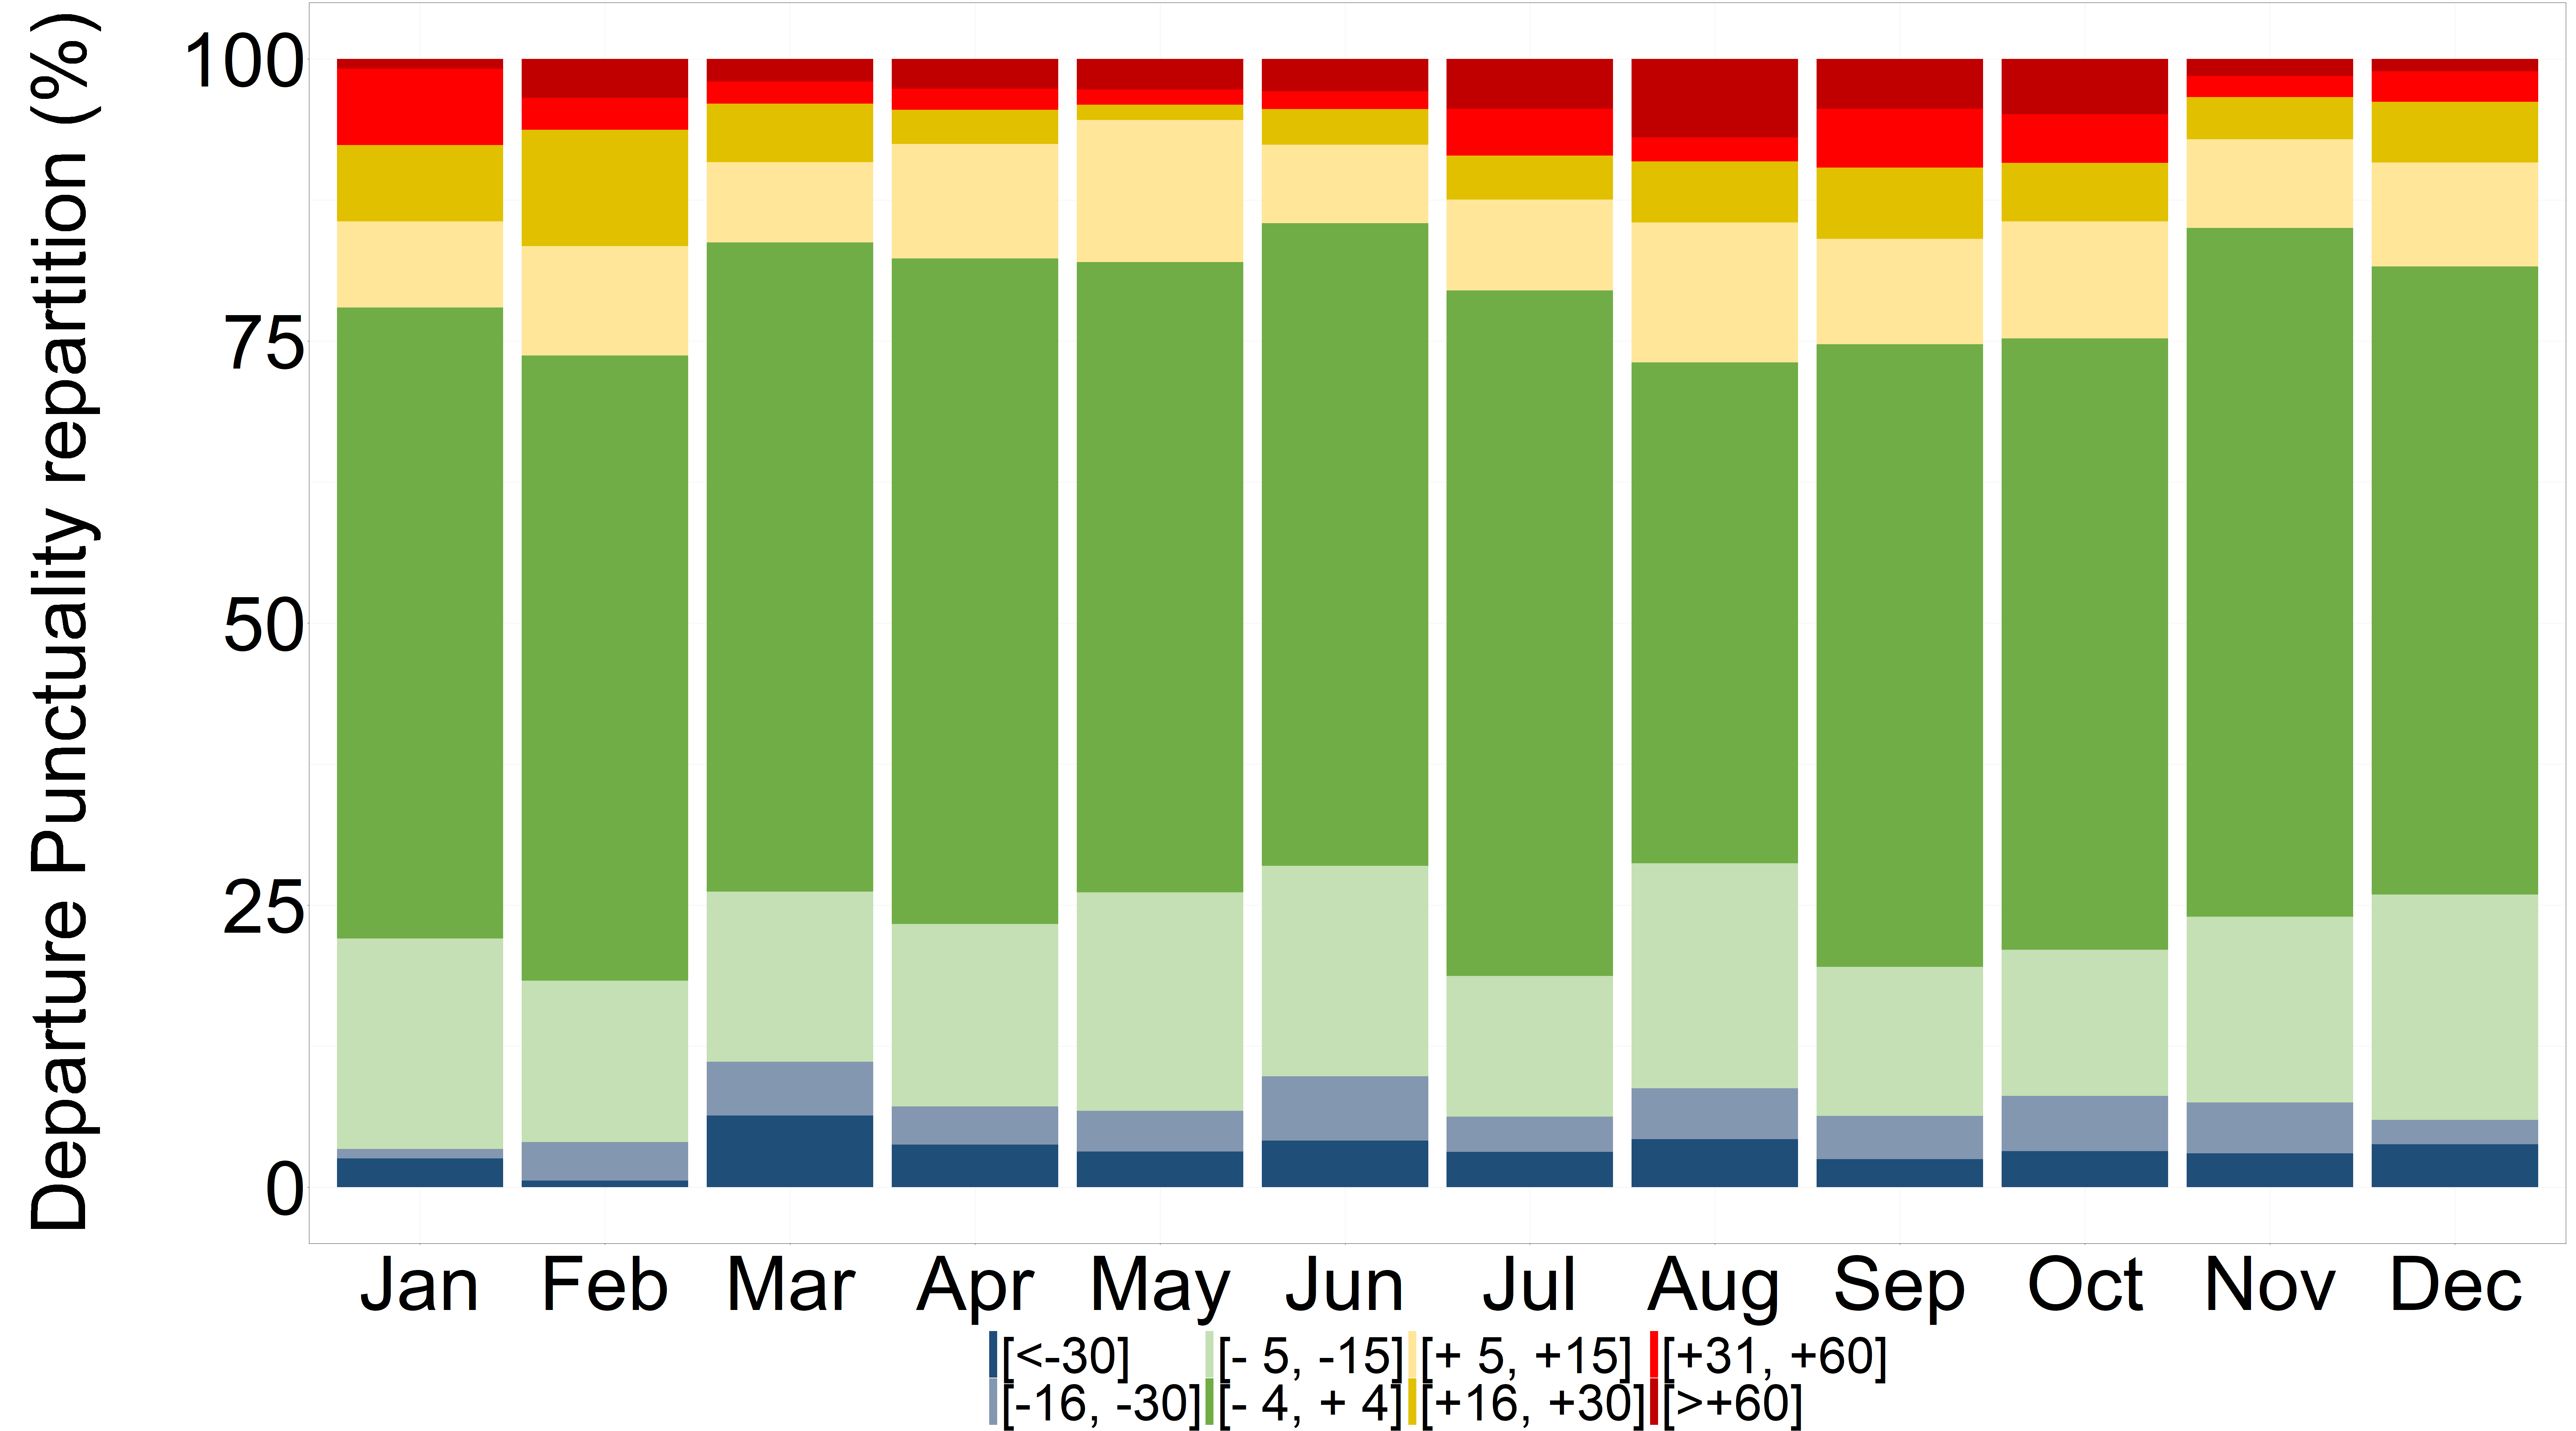 Departure Punctuality repartition (%)
100
75
50
25
0
Jan Feb Mar Apr May Jun Jul Aug Sep Oct Nov Dec
[<-30] [- 5, -15] [+ 5, +15] [+31, +60]
[-16, -30] [- 4, + 4] [+16, +30] [>+60]